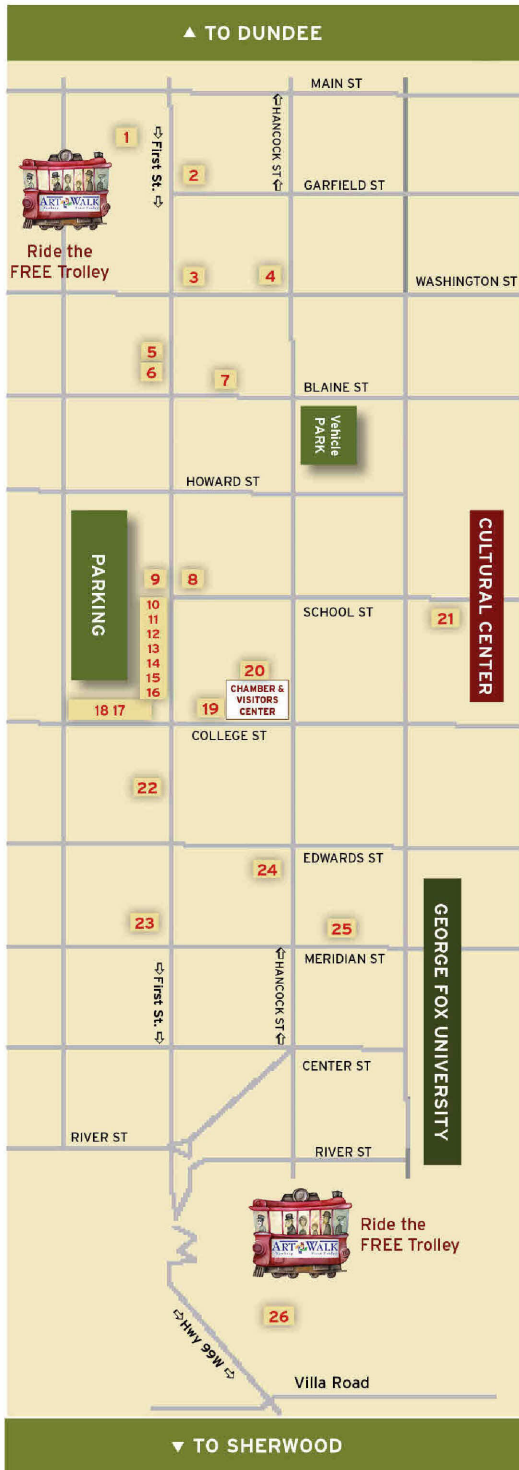 ▲ TO DUNDEE
MAIN ST
1
First St.
HANCOCK ST
2
GARFIELD ST
ART WALK
Ride the
FREE Trolley
3
4
WASHINGTON ST
5
6
7
BLAINE ST
Vehicle
PARK
HOWARD ST
PARKING
CULTURAL CENTER
9
8
10
11
12
13
14
15
16
SCHOOL ST
21
20
CHAMBER &
VISITORS
CENTER
18 17
19
COLLEGE ST
22
EDWARDS ST
24
GEORGE FOX UNIVERSITY
23
25
MERIDIAN ST
First St.
HANCOCK ST
CENTER ST
RIVER ST
RIVER ST
ART WALK
Ride the
FREE Trolley
26
Hwy 99W
Villa Road
▼ TO SHERWOOD